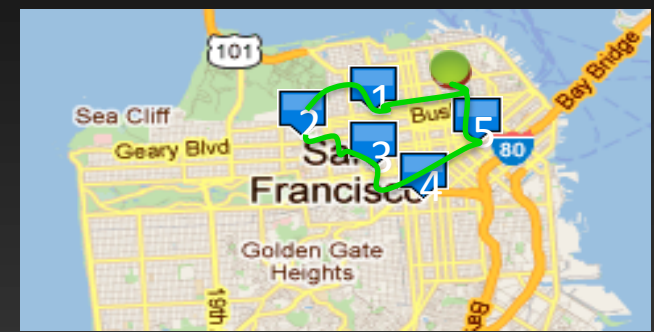 101
Bay Bridge
Sea Cliff
1
2
Bus
5
Geary Blvd
3
80
San
Francisco
4
Golden Gate
Heights
19th
Bay